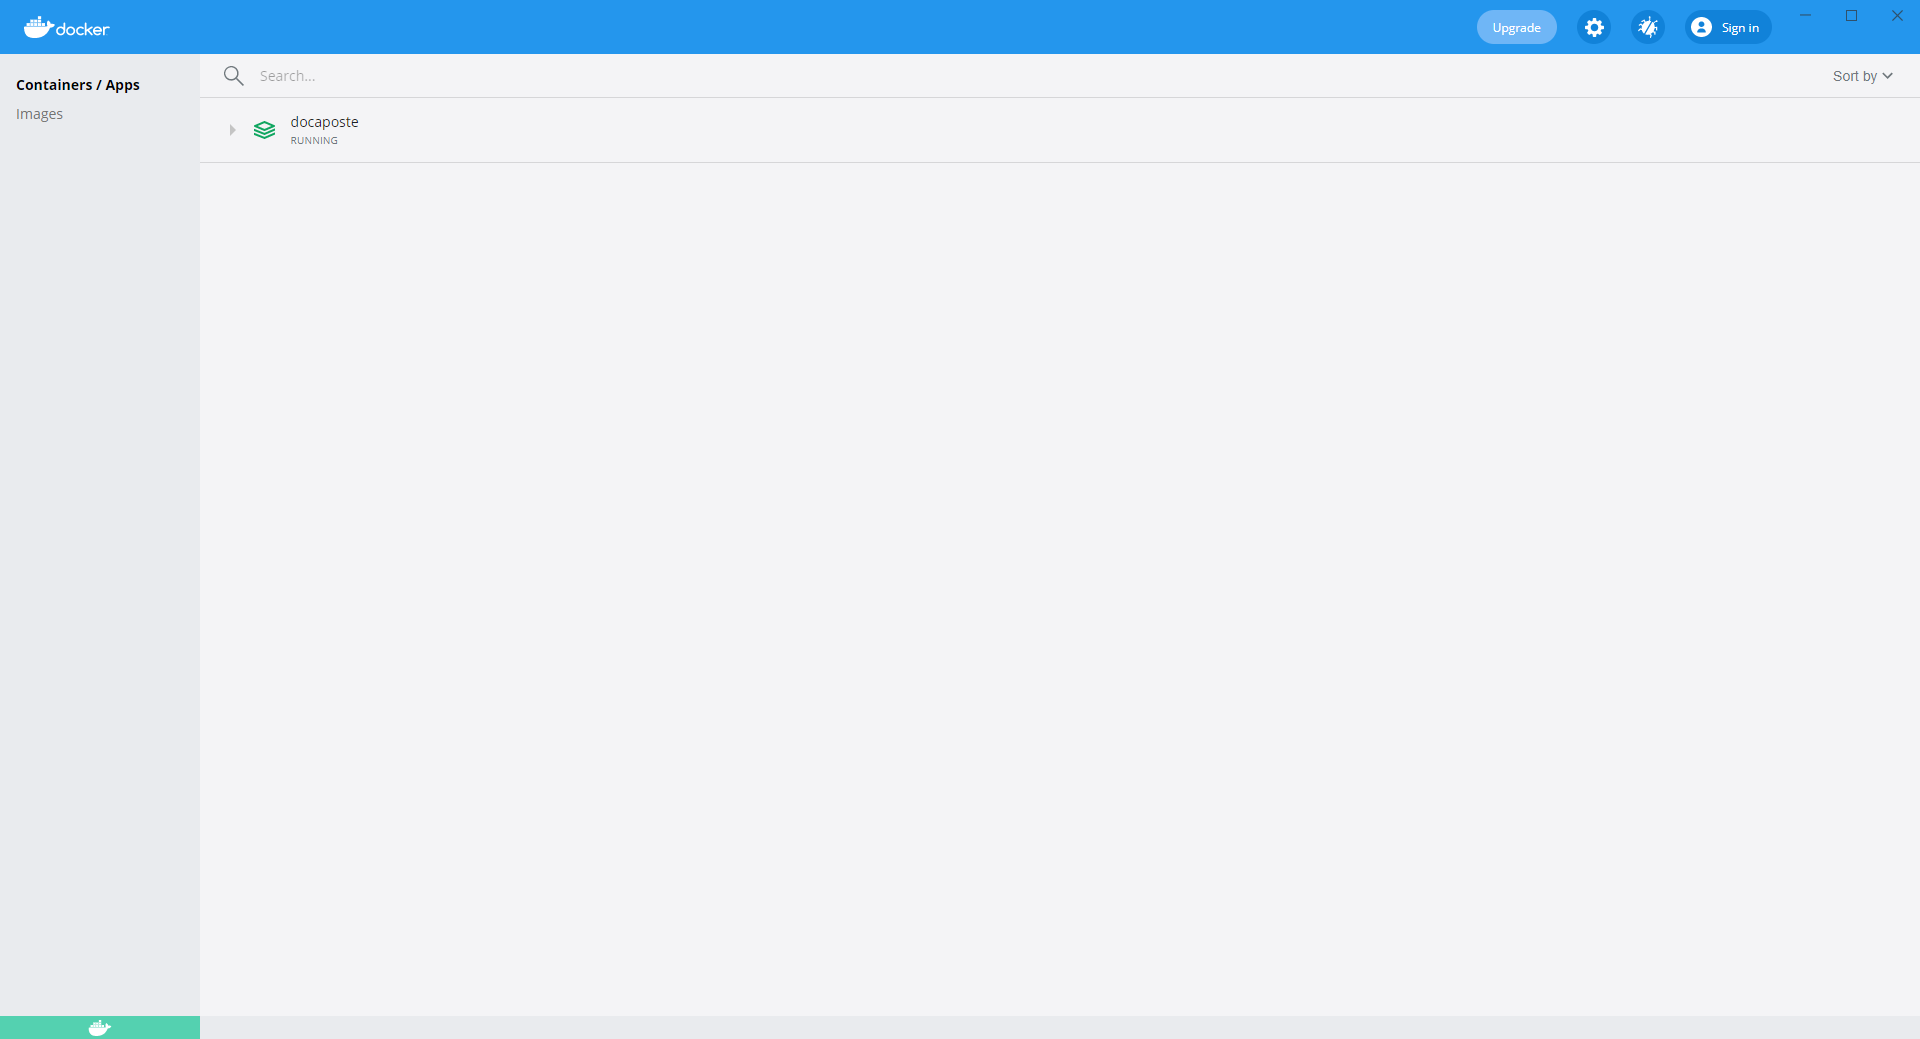 docker
Upgrade
Sign in
Containers / Apps
Images
Search...
Sort by
docaposte
RUNNING